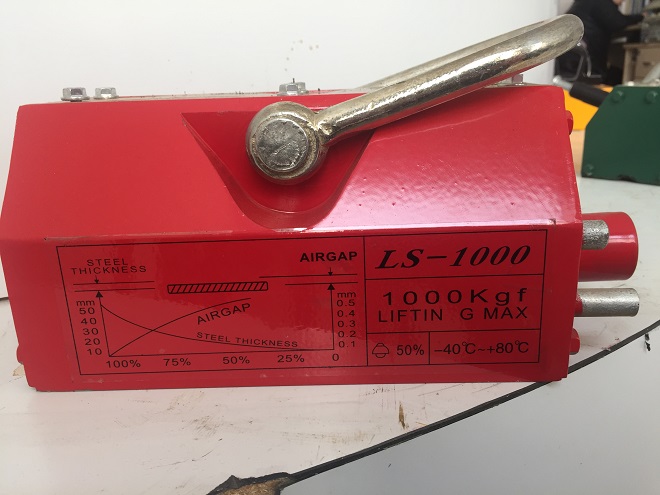 STEEL
THICKNESS
AIRGAP
mm
50
40
30
20
10
AIRGAP
STEEL THICKNESS
mm
0.5
0.4
0.3
0.2
0.1
100% 75% 50% 25% 0
LS-1000
1000Kgf
LIFTIN G MAX
50%
-40℃-+80℃